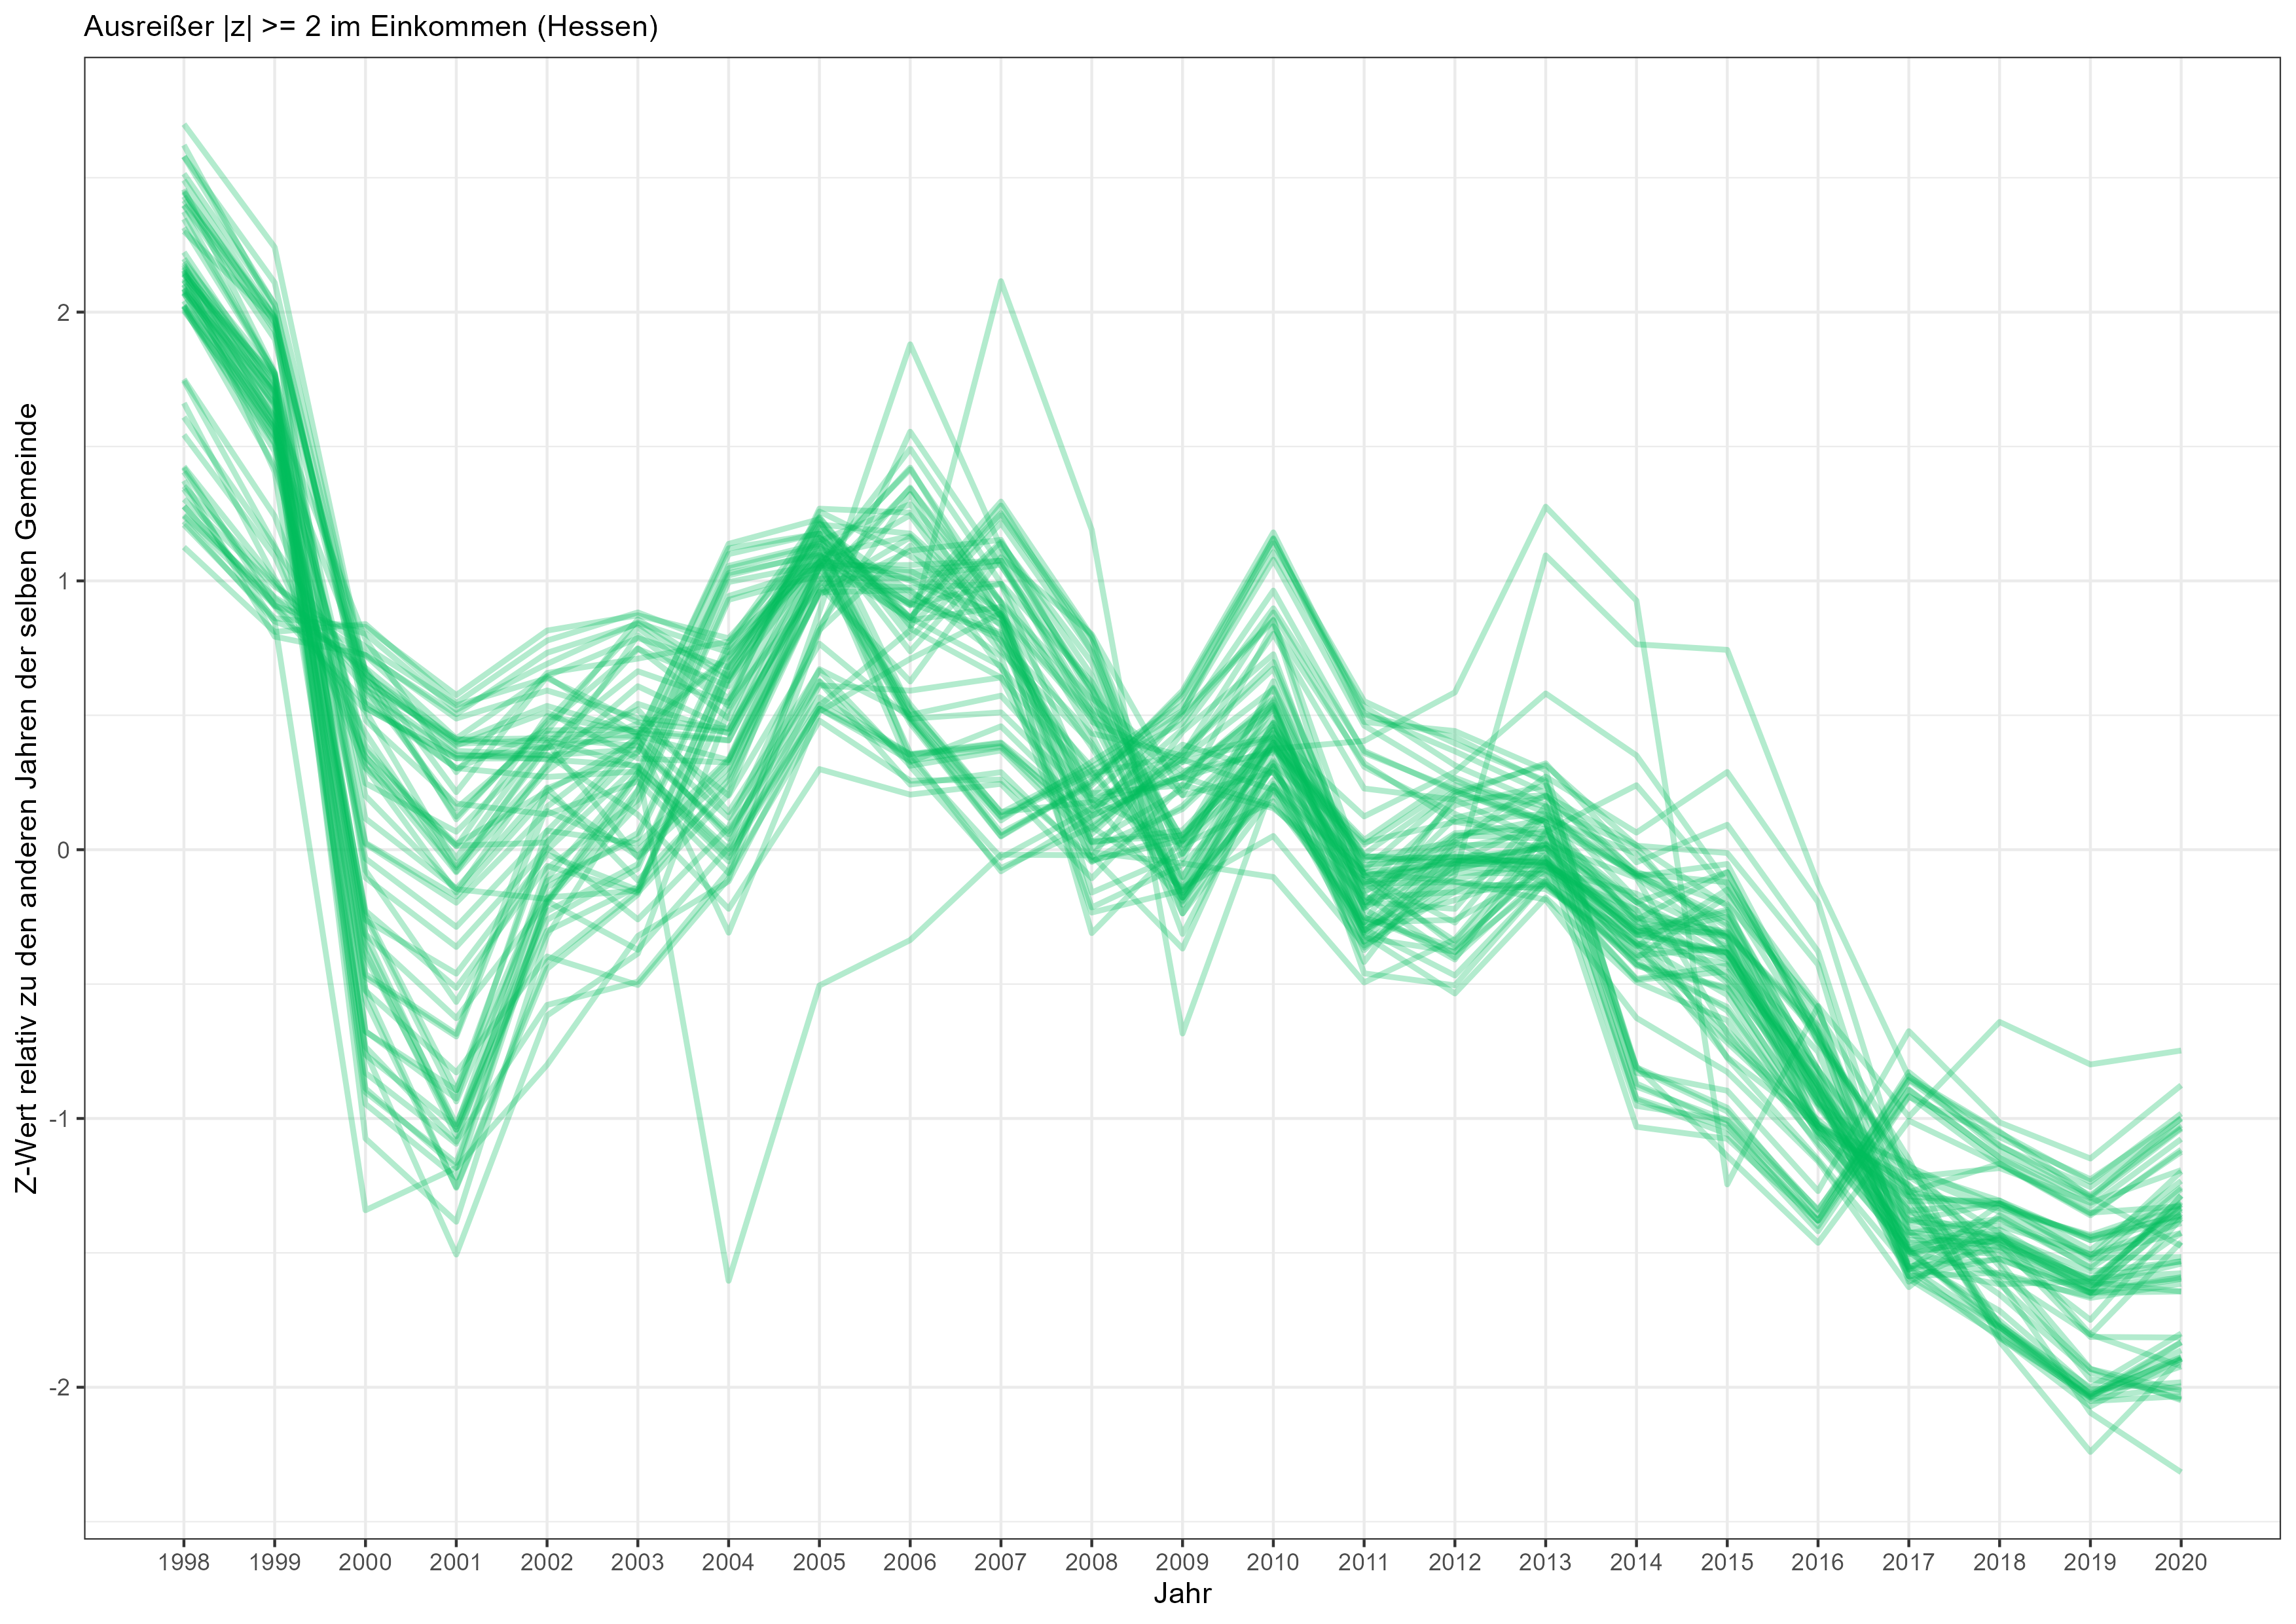 Ausreißer |z| >= 2 im Einkommen (Hessen)
Z-Wert relativ zu den anderen Jahren der selben Gemeinde
2
1
0
-1
-2
1998 1999 2000 2001 2002 2003 2004 2005 2006 2007 2008 2009 2010 2011 2012 2013 2014 2015 2016 2017 2018 2019 2020
Jahr